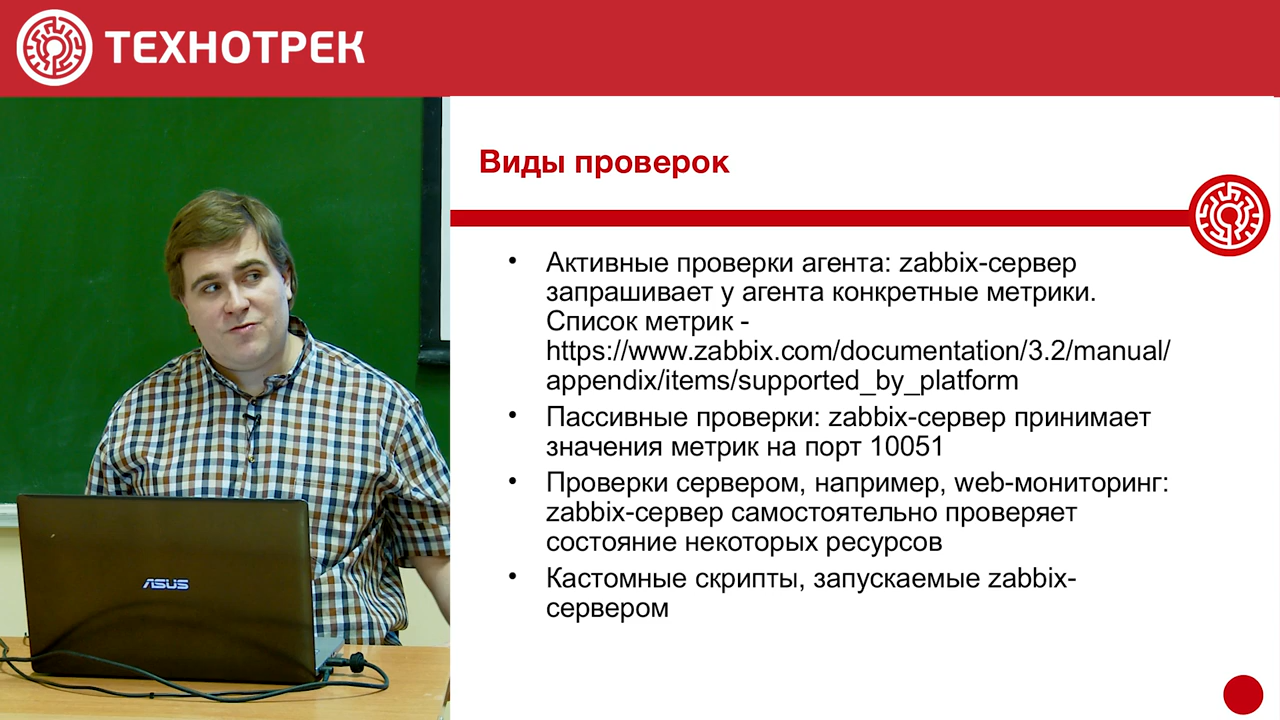 ТЕХНОТРЕК
Виды проверок
• Активные проверки агента: zabbix-сервер
запрашивает у агента конкретные метрики.
Список метрик -
https://www.zabbix.com/documentation/3.2/manual/
appendix/items/supported_by_platform
• Пассивные проверки: zabbix-сервер принимает
значения метрик на порт 10051
• Проверки сервером, например, web-мониторинг:
zabbix-сервер самостоятельно проверяет
состояние некоторых ресурсов
• Кастомные скрипты, запускаемые zabbix-
сервером
ASUS